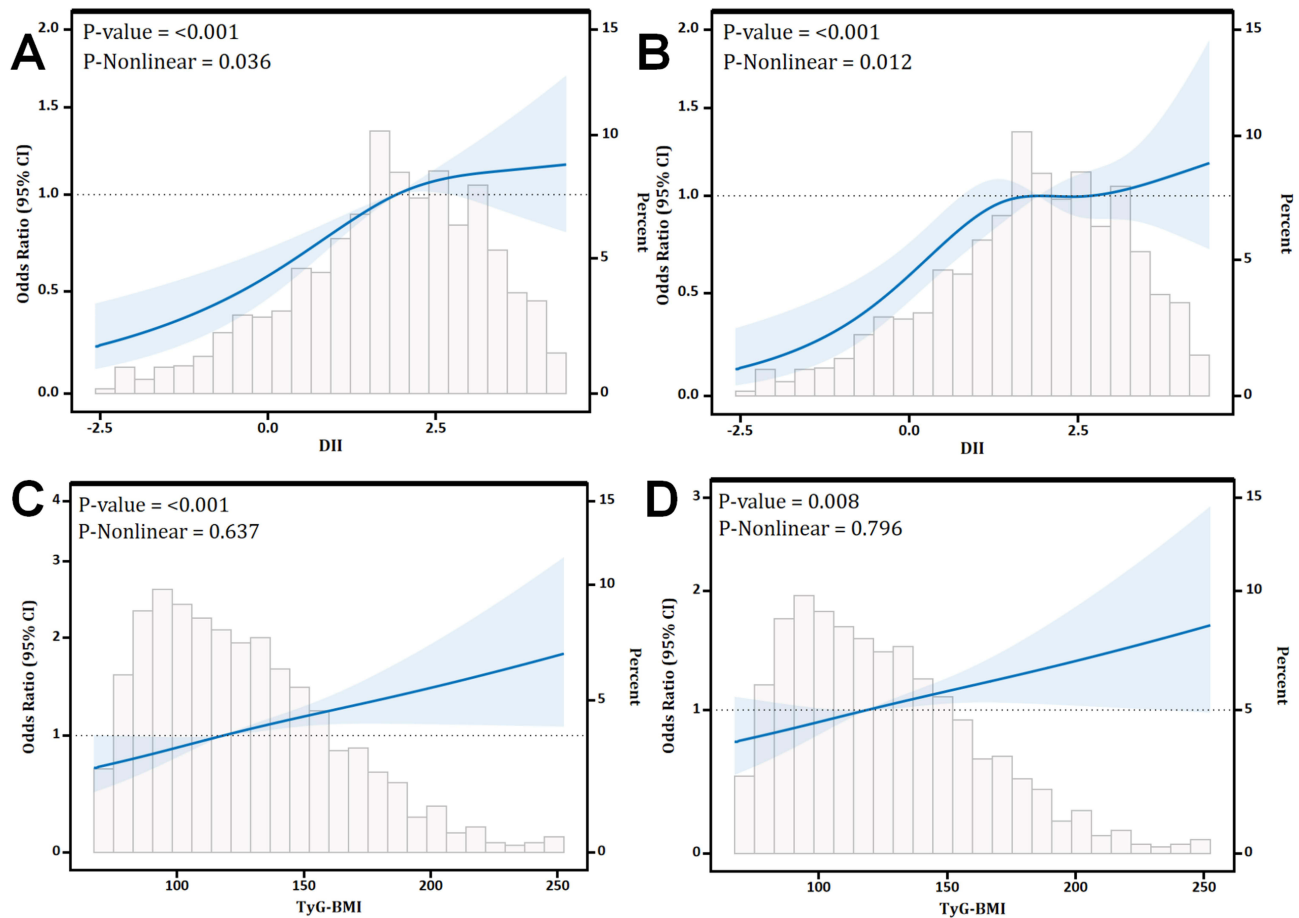 A
P-value = <0.001
P-Nonlinear = 0.036
2.0
1.5
1.0
0.5
0.0
Odds Ratio (95% CI)
15
10
5
0
Percent
-2.5 0.0 2.5
DII
B
P-value = <0.001
P-Nonlinear = 0.012
2.0
1.5
1.0
0.5
0.0
Odds Ratio (95% CI)
15
10
5
0
Percent
-2.5 0.0 2.5
DII
C
P-value = <0.001
P-Nonlinear = 0.637
4
3
2
1
0
Odds Ratio (95% CI)
15
10
5
0
Percent
100 150 200 250
TyG-BMI
D
P-value = 0.008
P-Nonlinear = 0.796
3
2
1
0
Odds Ratio (95% CI)
15
10
5
0
Percent
100 150 200 250
TyG-BMI